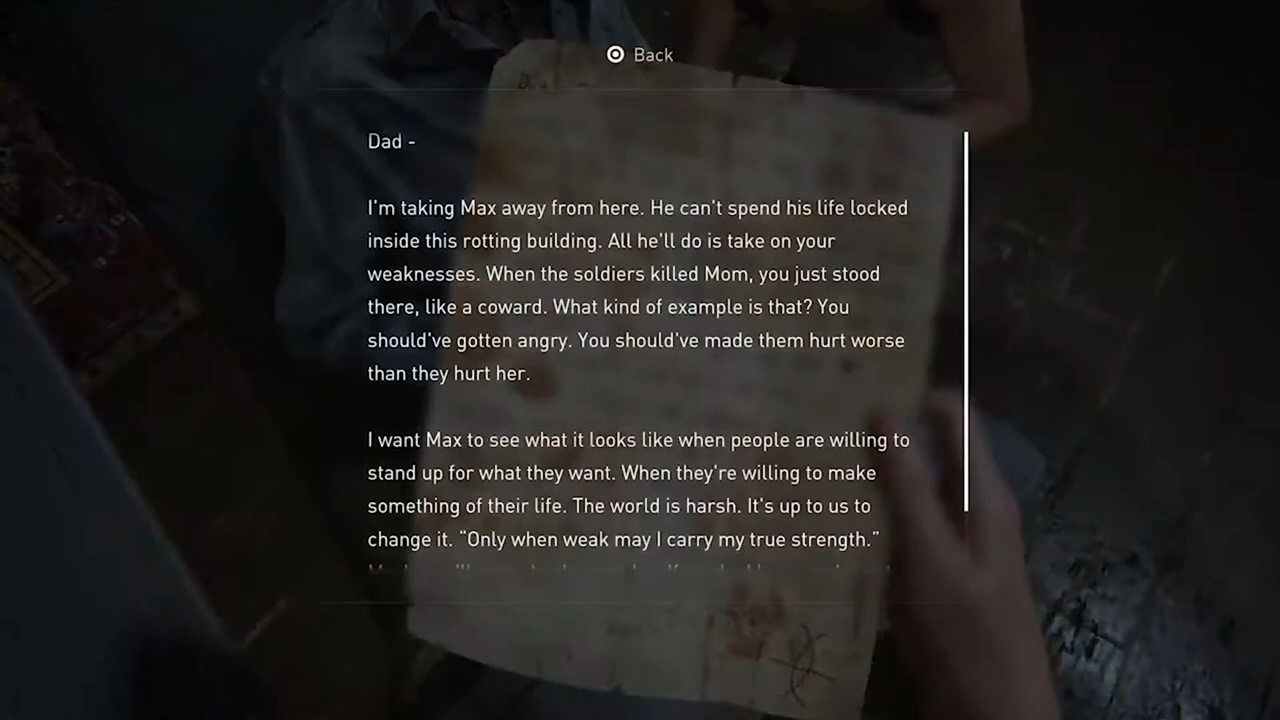 Back
Dad -
I'm taking Max away from here. He can't spend his life locked
inside this rotting building. All he'll do is take on your
weaknesses. When the soldiers killed Mom, you just stood
there, like a coward. What kind of example is that? You
should've gotten angry. You should've made them hurt worse
than they hurt her.
I want Max to see what it looks like when people are willing to
stand up for what they want. When they're willing to make
something of their life. The world is harsh. It's up to us to
change it. “Only when weak may I carry my true strength.”